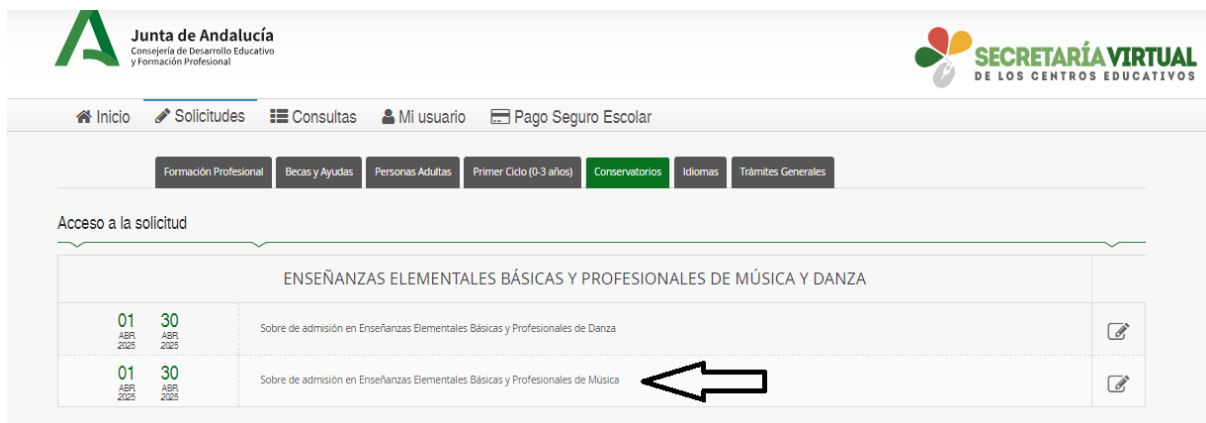 Junta de Andalucía
Consejería de Desarrollo Educativo
y Formación Profesional
SECRETARÍA VIRTUAL
DE LOS CENTROS EDUCATIVOS
Inicio Solicitudes Consultas Mi usuario Pago Seguro Escolar
Formación Profesional Becas y Ayudas Personas Adultas Primer Ciclo (0-3 años) Conservatorios Idiomas Trámites Generales
Acceso a la solicitud
ENSEÑANZAS ELEMENTALES BÁSICAS Y PROFESIONALES DE MÚSICA Y DANZA
01 30
ABR ABR
2025 2025
Sobre de admisión en Enseñanzas Elementales Básicas y Profesionales de Danza
01 30
ABR ABR
2025 2025
Sobre de admisión en Enseñanzas Elementales Básicas y Profesionales de Música